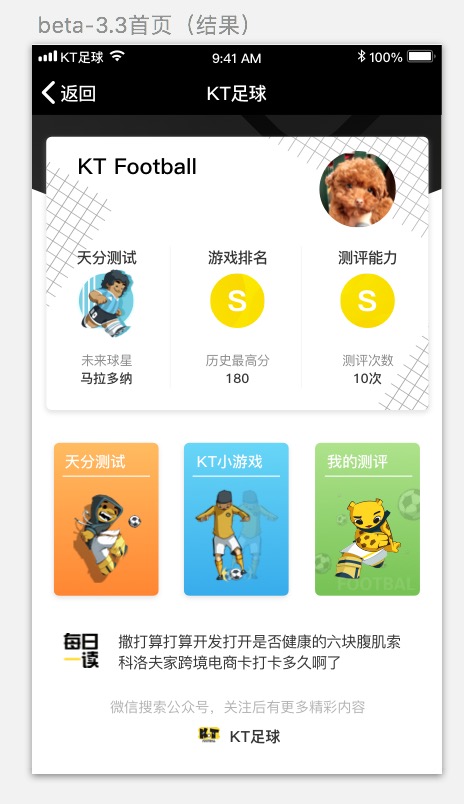 beta-3.3首页（结果）
KT足球 9:41 AM 100%
返回 KT足球
KT Football
天分测试 游戏排名 测评能力
S S
未来球星 历史最高分 测评次数
马拉多纳 180 10次
天分测试 KT小游戏 我的测评
FOOTBAL
每日 撒打算打算开发打开是否健康的六块腹肌索
一读 科洛夫家跨境电商卡打卡多久啊了
微信搜索公众号，关注后有更多精彩内容
KT KT足球